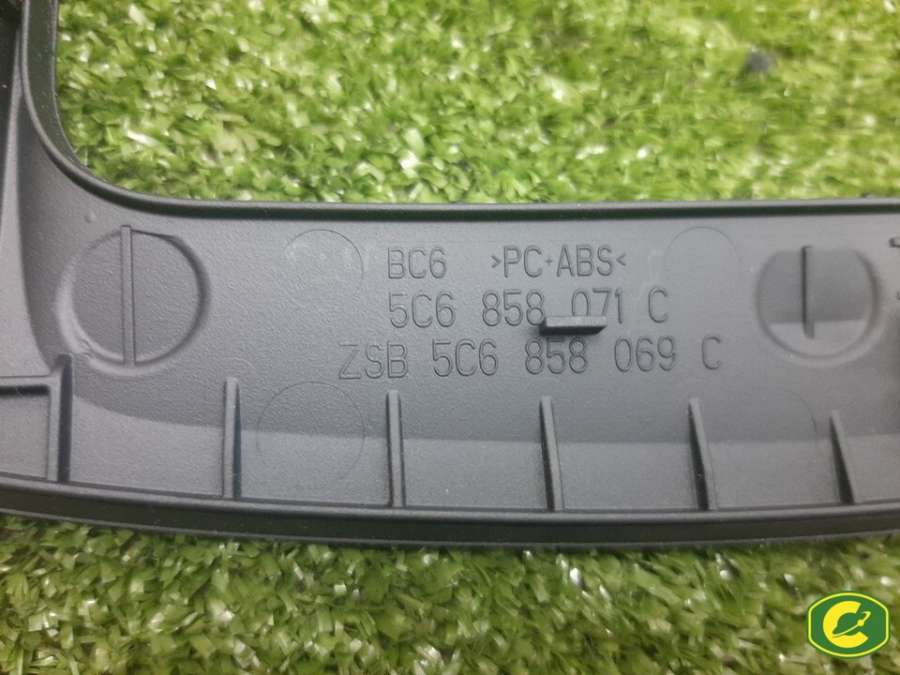 BC6 >PC+ABS<
5C6 858 071 C
ZSB 5C6 858 069 C